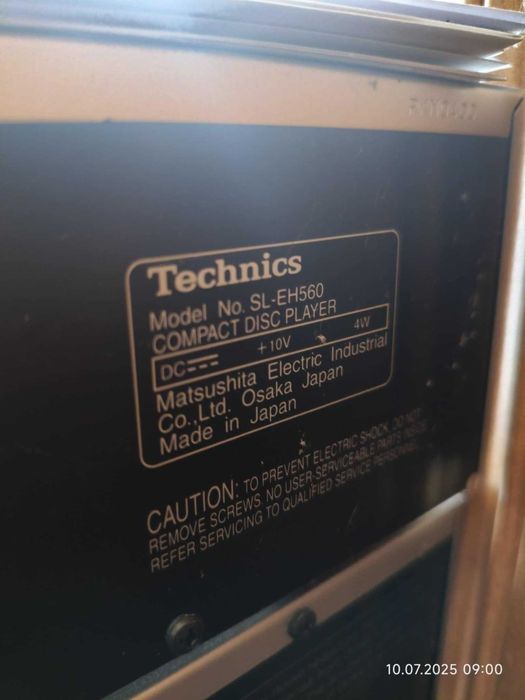 Technics
Model No. SL-EH560
COMPACT DISC PLAYER
DC +10V 4W
Matsushita Electric Industrial
Co.,Ltd. Osaka Japan
Made in Japan
CAUTION: TO PREVENT ELECTRIC SHOCK, DO NOT
REMOVE SCREWS. NO USER-SERVICEABLE PARTS INSIDE.
REFER SERVICING TO QUALIFIED SERVICE PERSONNEL.
10.07.2025 09:00